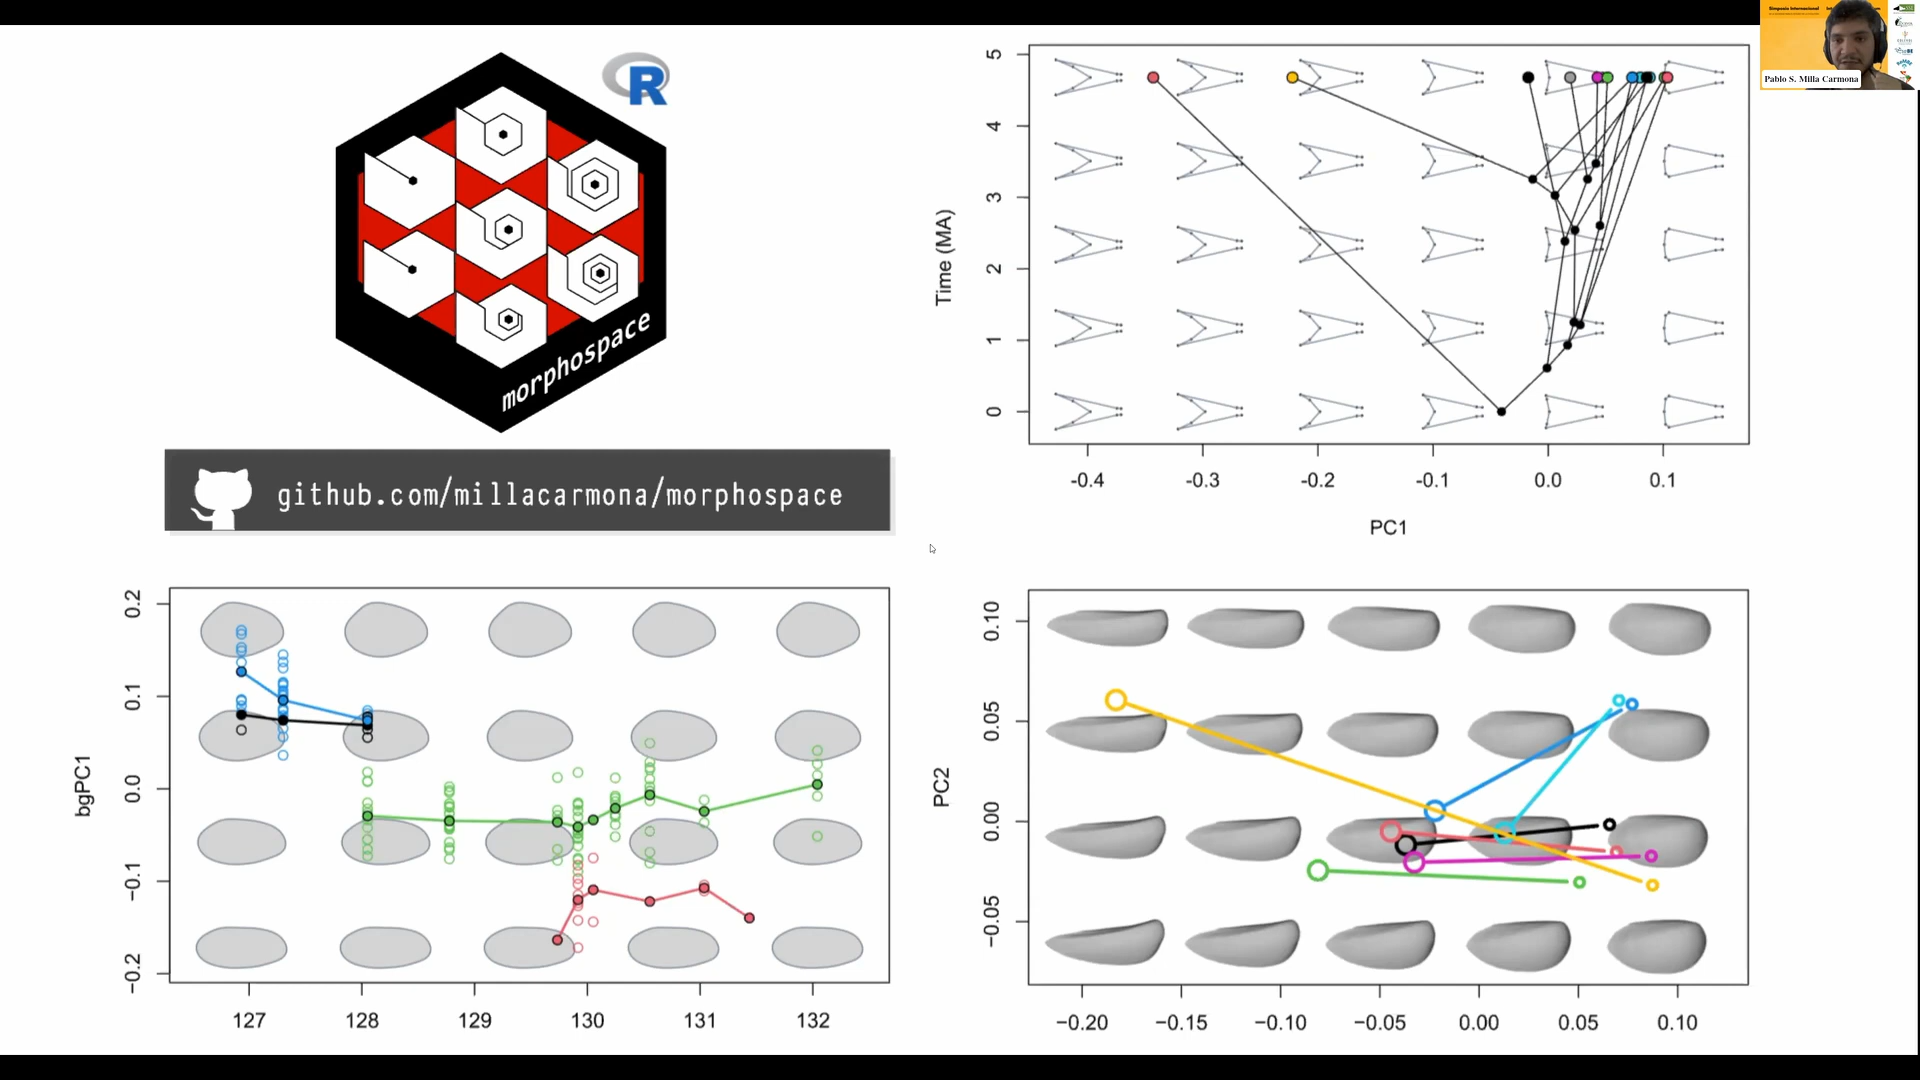 R
morphospace
github.com/millacarmona/morphospace
Time (MA)
5
4
3
2
1
0
-0.4 -0.3 -0.2 -0.1 0.0 0.1
PC1
bgPC1
0.2
0.1
0.0
−0.1
−0.2
127 128 129 130 131 132
PC2
0.10
0.05
0.00
−0.05
−0.20 −0.15 −0.10 −0.05 0.00 0.05 0.10
Simposio Internacional
Pablo S. Milla Carmona